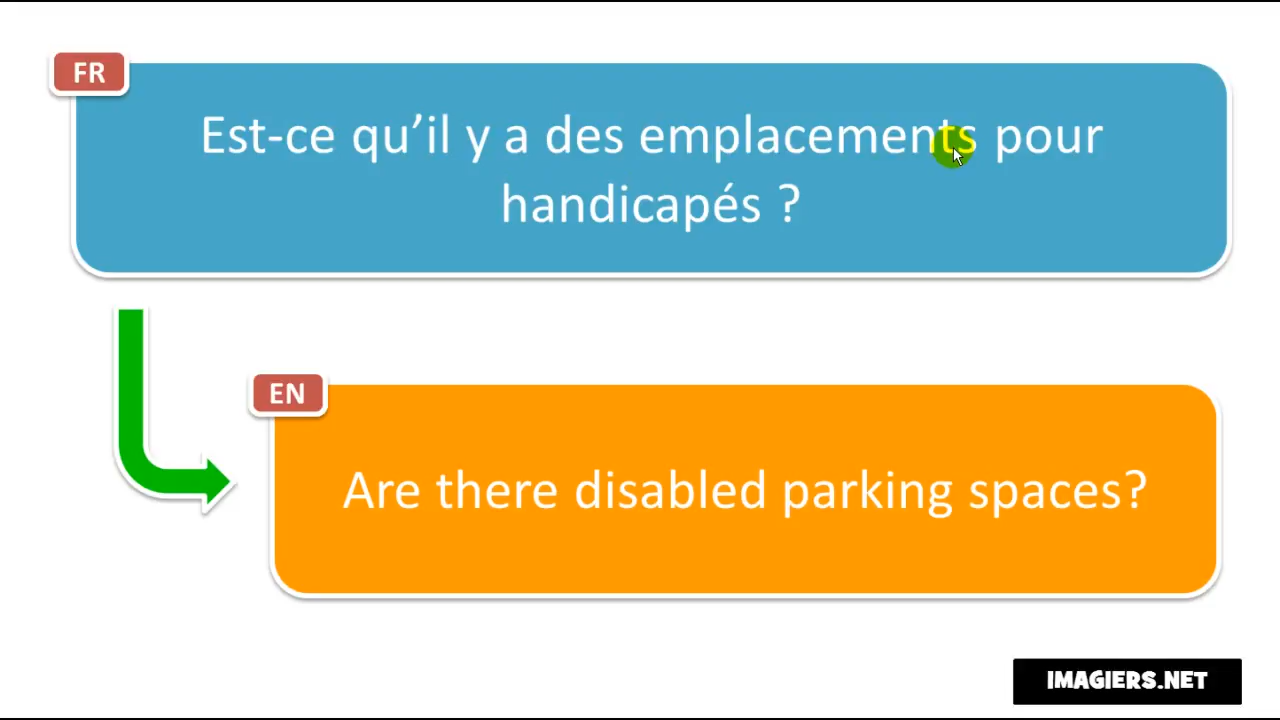 FR
Est-ce qu’il y a des emplacements pour
handicapés ?
EN
Are there disabled parking spaces?
IMAGIERS.NET